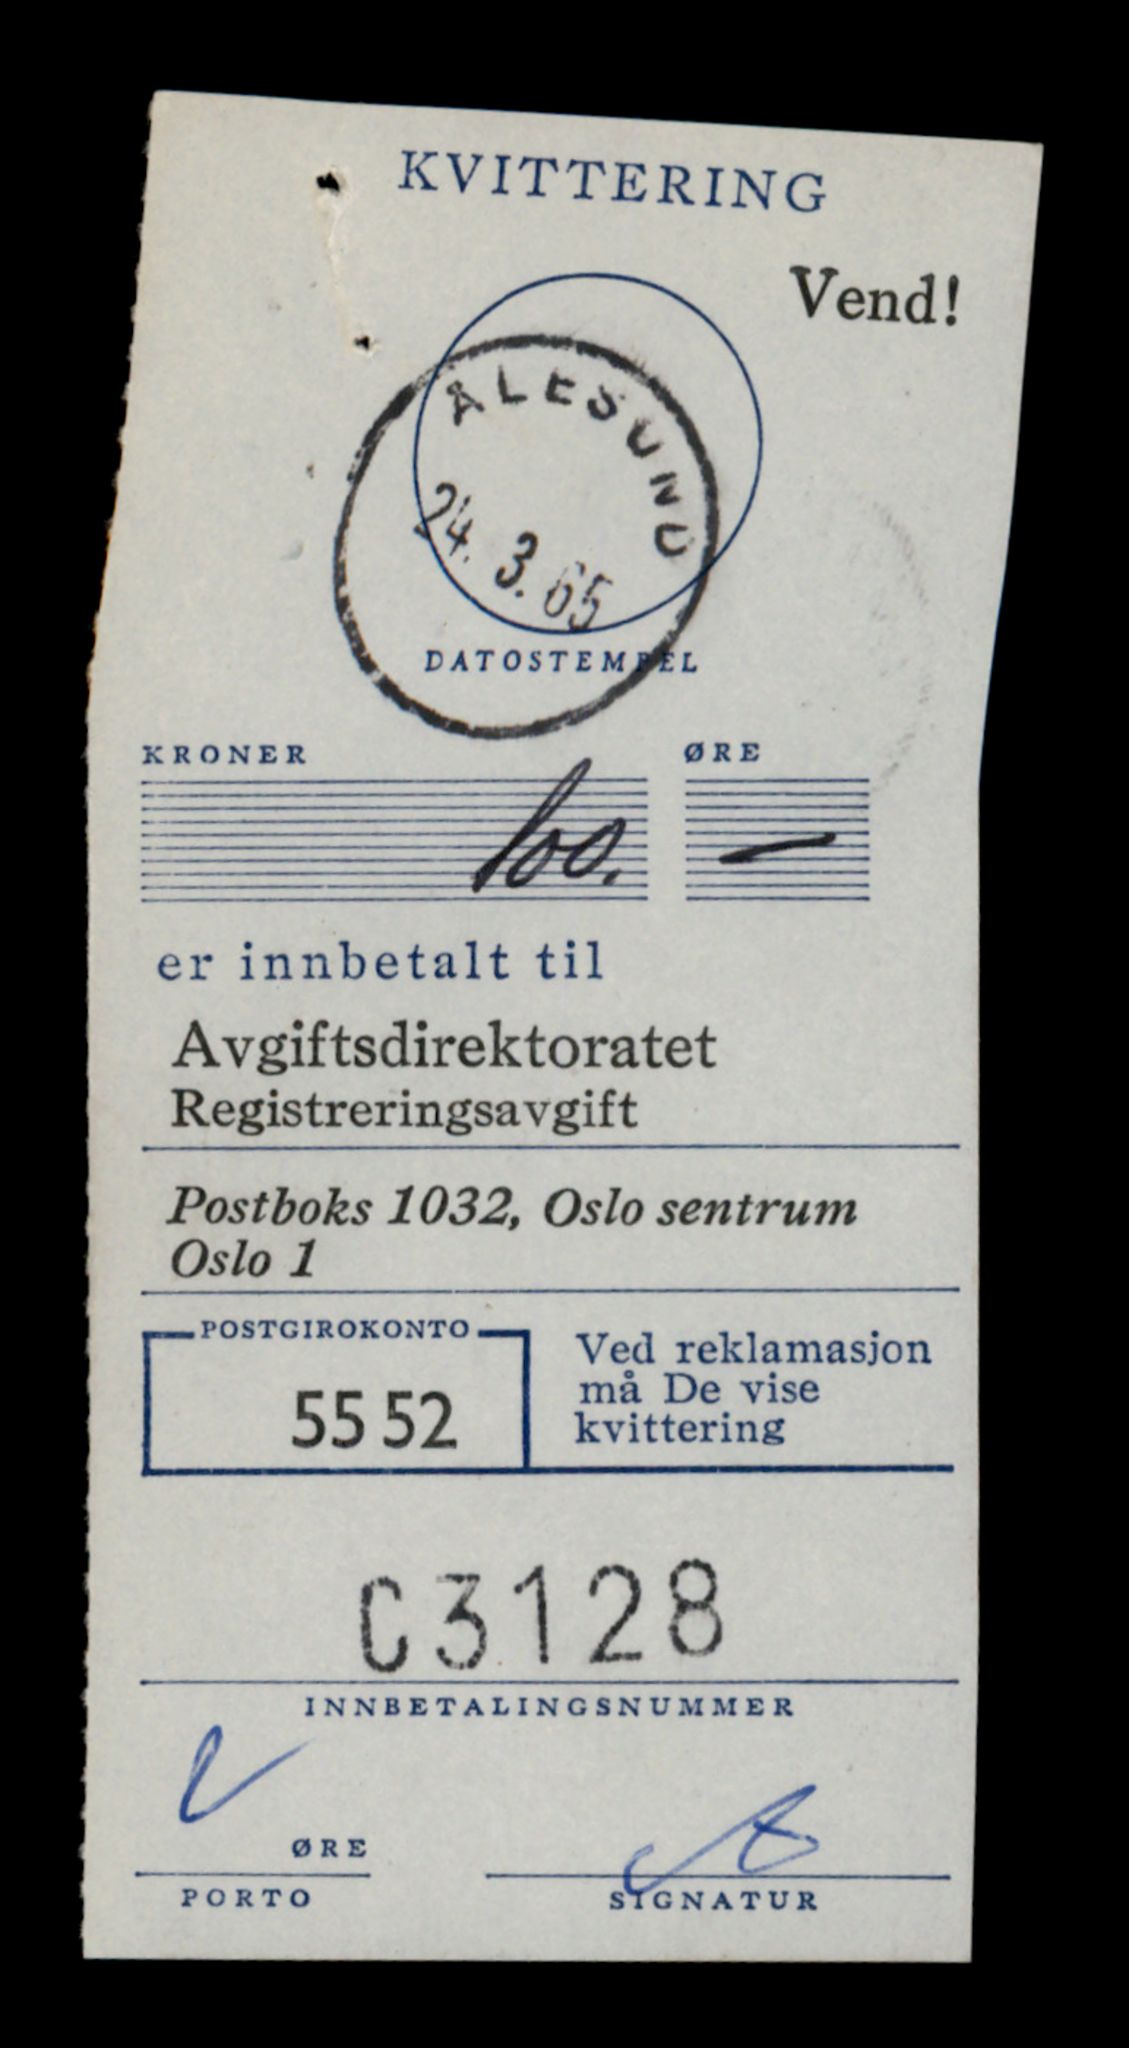 KVITTERING
Vend!
ÅLESUND
24. 3. 65
DATOSTEMPEL
KRONER ØRE
100. —
er innbetalt til
Avgiftsdirektoratet
Registreringsavgift
Postboks 1032, Oslo sentrum
Oslo 1
POSTGIROKONTO
55 52
Ved reklamasjon
må De vise
kvittering
C3128
INNBETALINGSNUMMER
ØRE
PORTO
SIGNATUR